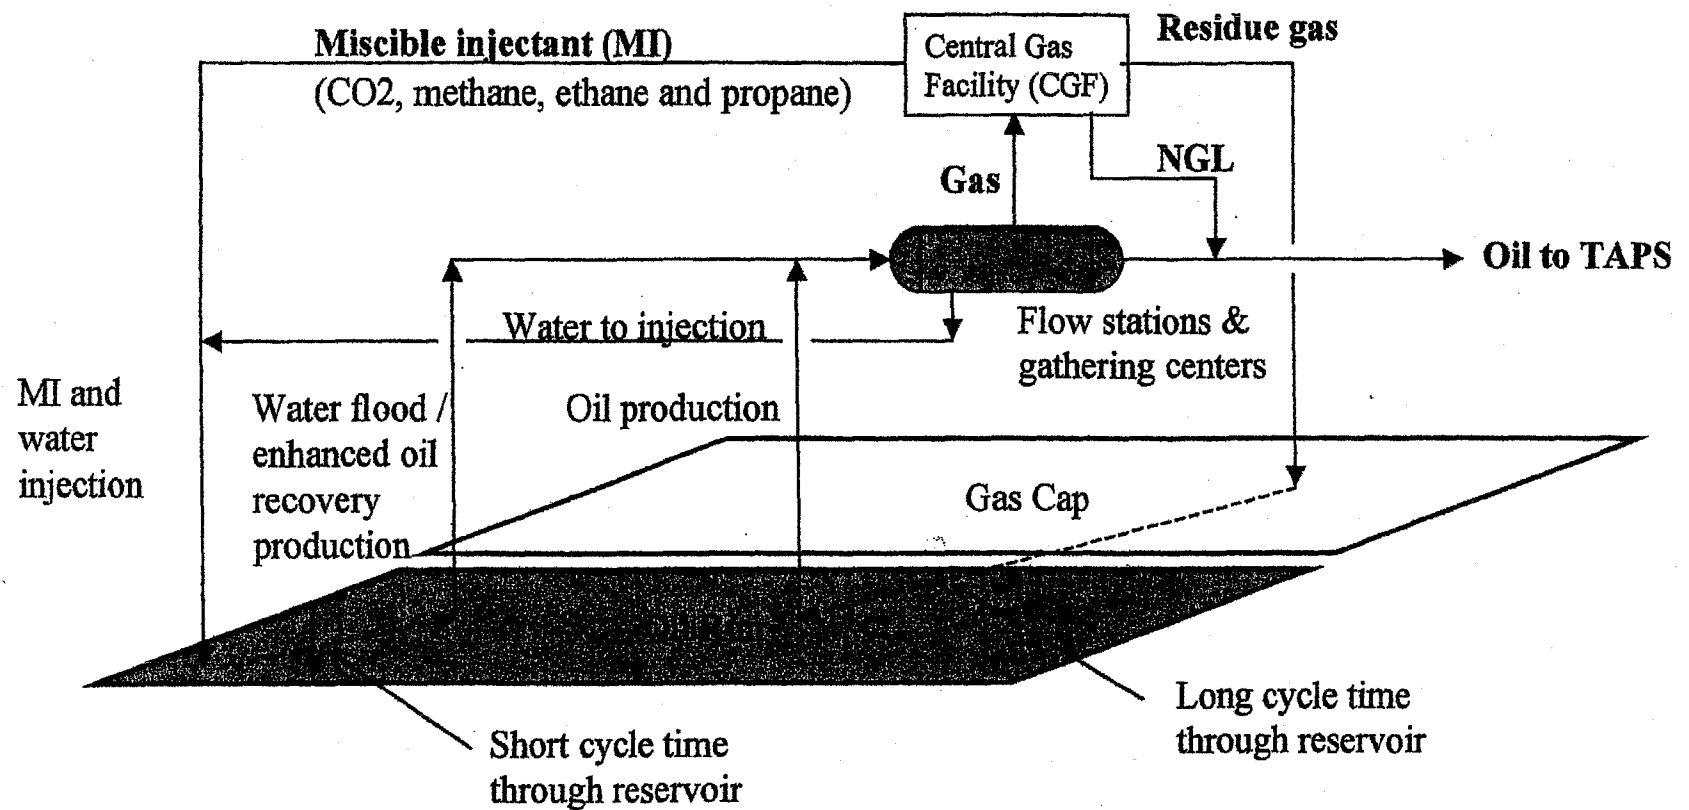 Miscible injectant (MI)
(CO2, methane, ethane and propane)
Central Gas
Facility (CGF)
Residue gas
NGL
Gas
Oil to TAPS
Water to injection
Flow stations &
gathering centers
MI and
water
injection
Water flood /
enhanced oil
recovery
production
Oil production
Gas Cap
Long cycle time
through reservoir
Short cycle time
through reservoir